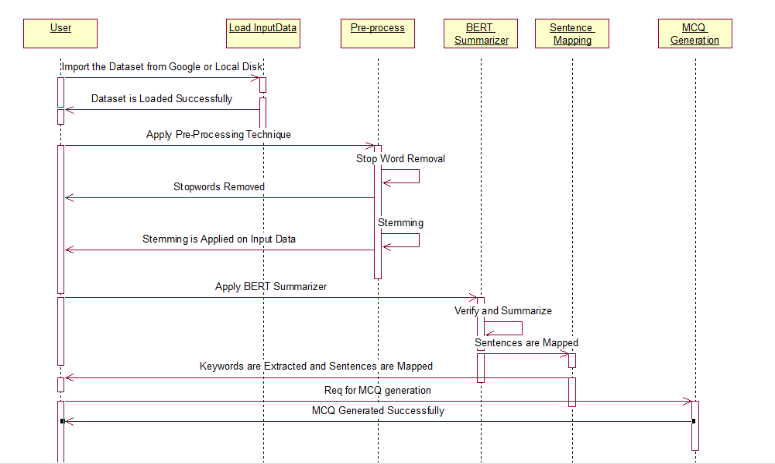 User
Load InputData
Pre-process
BERT
Summarizer
Sentence
Mapping
MCQ
Generation
Import the Dataset from Google or Local Disk
Dataset is Loaded Successfully
Apply Pre-Processing Technique
Stop Word Removal
Stopwords Removed
Stemming
Stemming is Applied on Input Data
Apply BERT Summarizer
Verify and Summarize
Sentences are Mapped
Keywords are Extracted and Sentences are Mapped
Req for MCQ generation
MCQ Generated Successfully